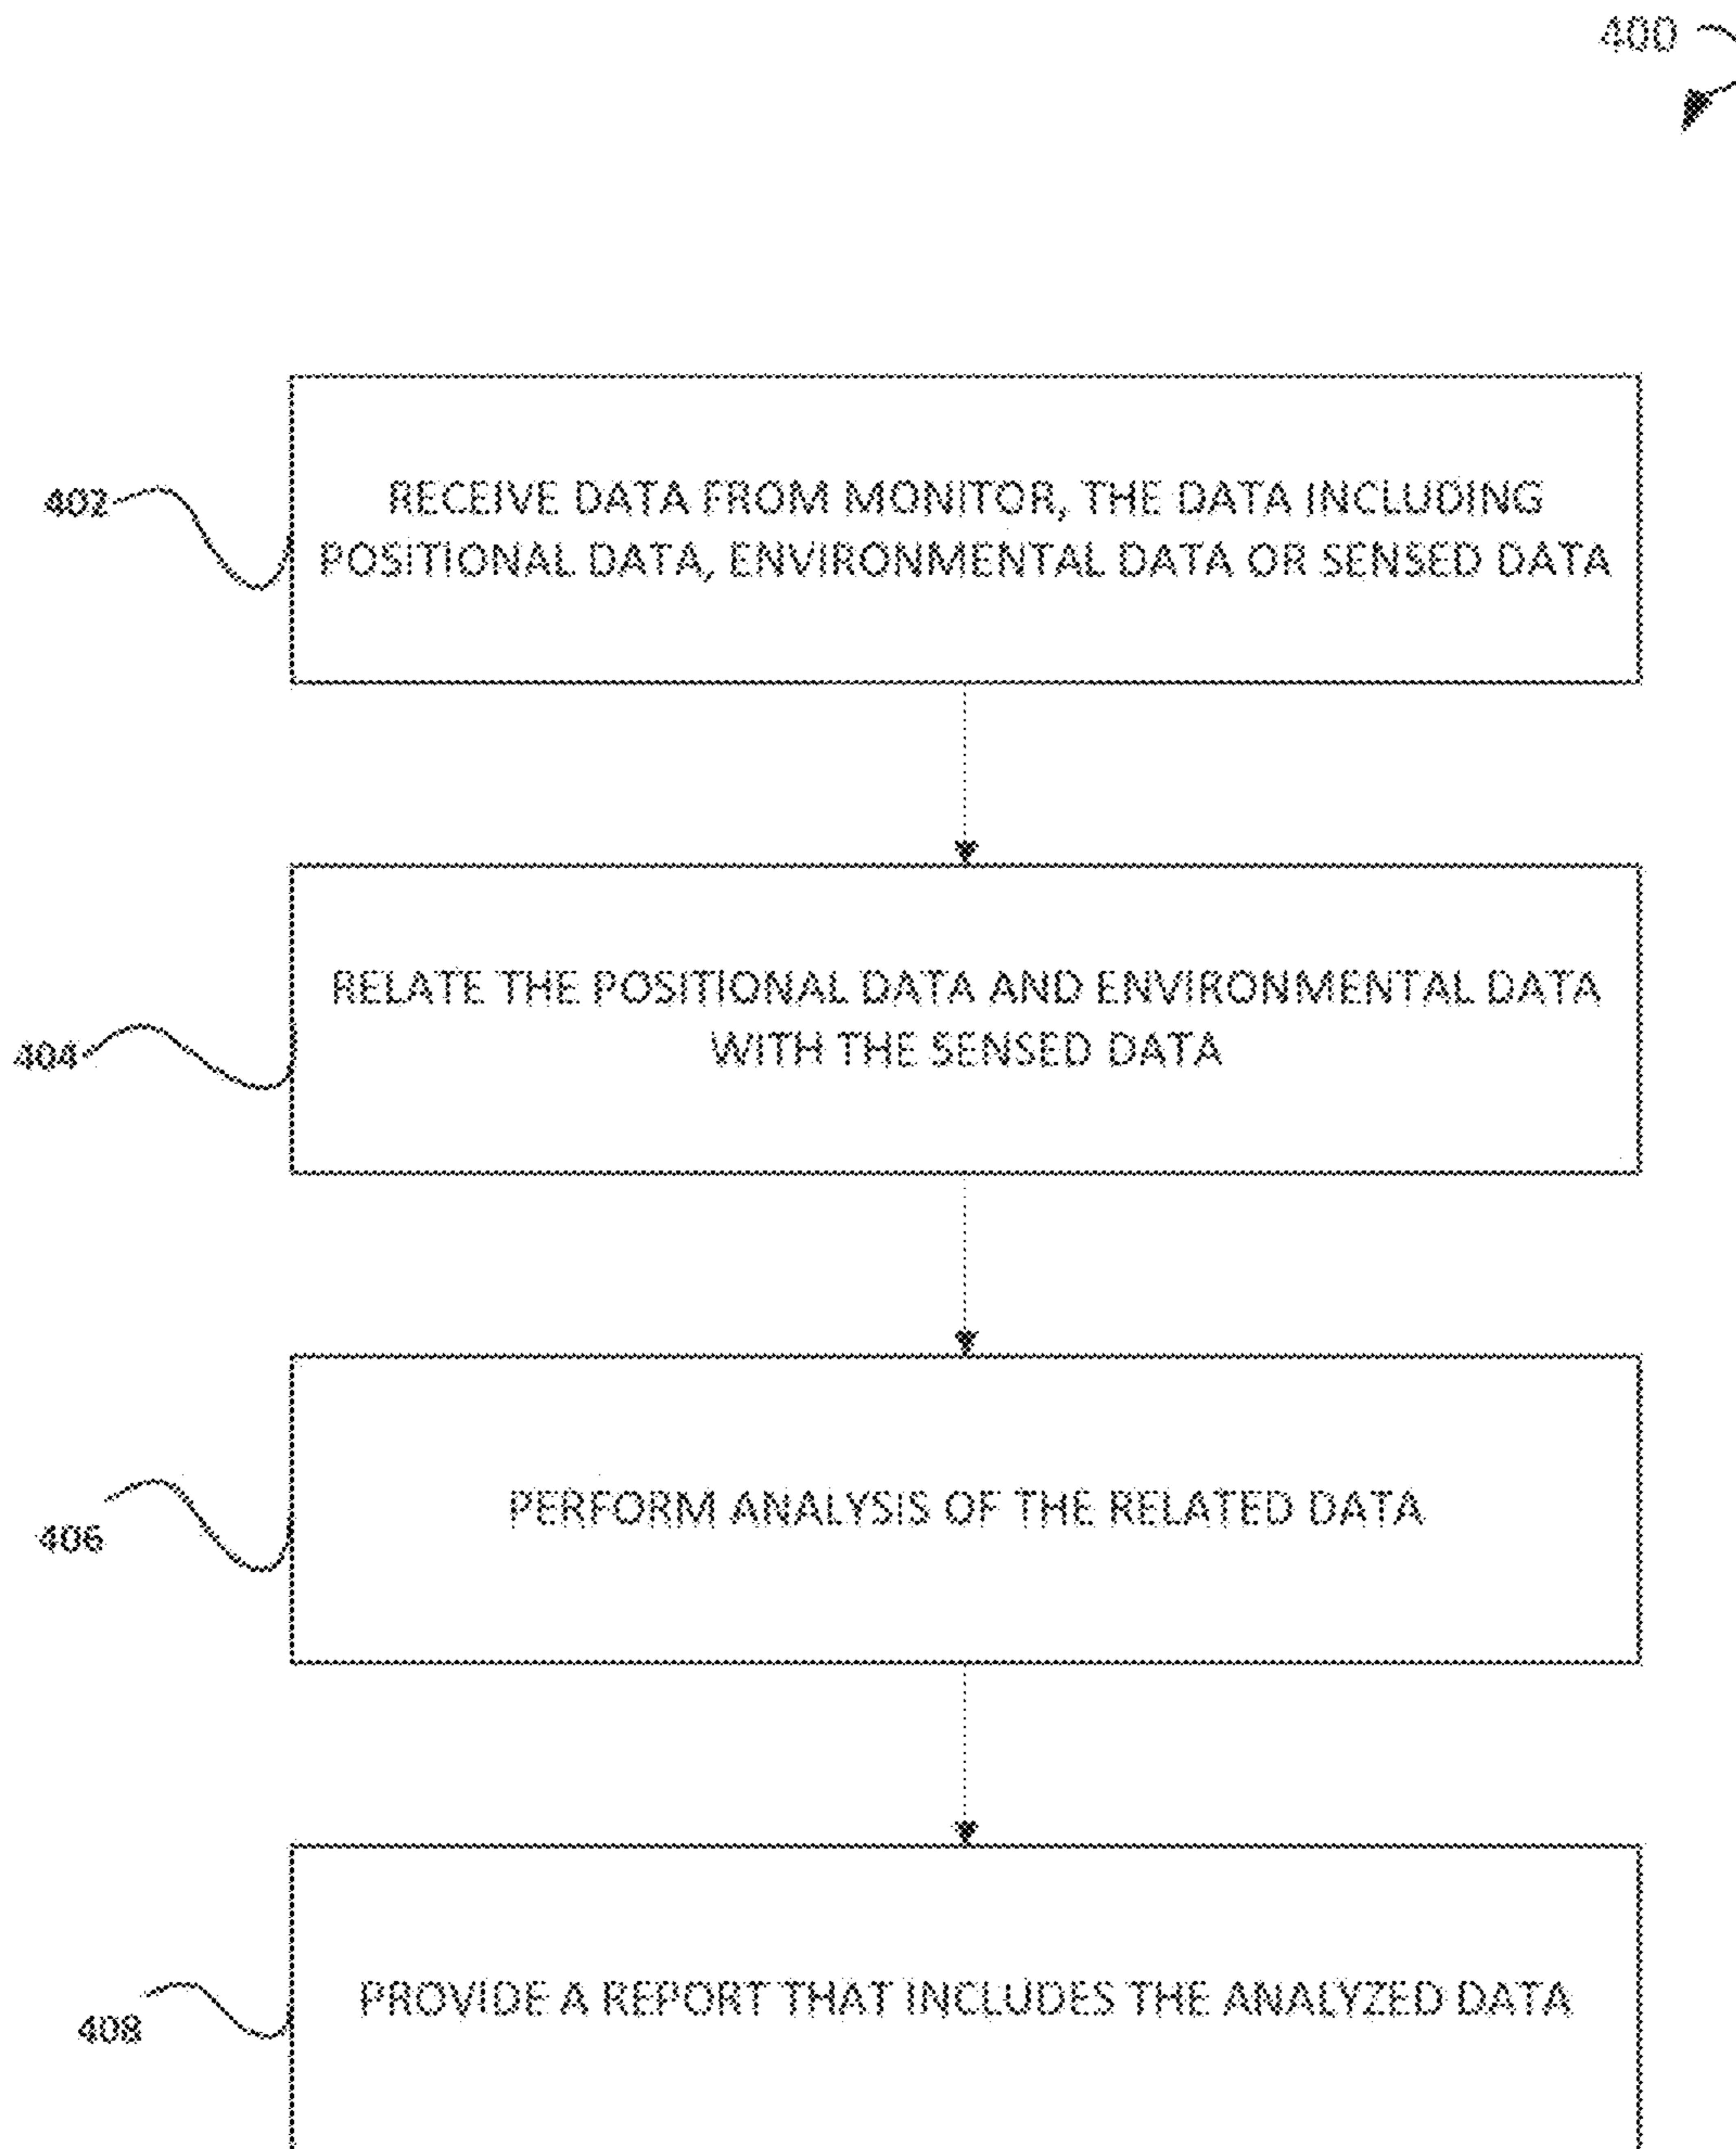 400
402
RECEIVE DATA FROM MONITOR, THE DATA INCLUDING
POSITIONAL DATA, ENVIRONMENTAL DATA OR SENSED DATA
404
RELATE THE POSITIONAL DATA AND ENVIRONMENTAL DATA
WITH THE SENSED DATA
406
PERFORM ANALYSIS OF THE RELATED DATA
408
PROVIDE A REPORT THAT INCLUDES THE ANALYZED DATA